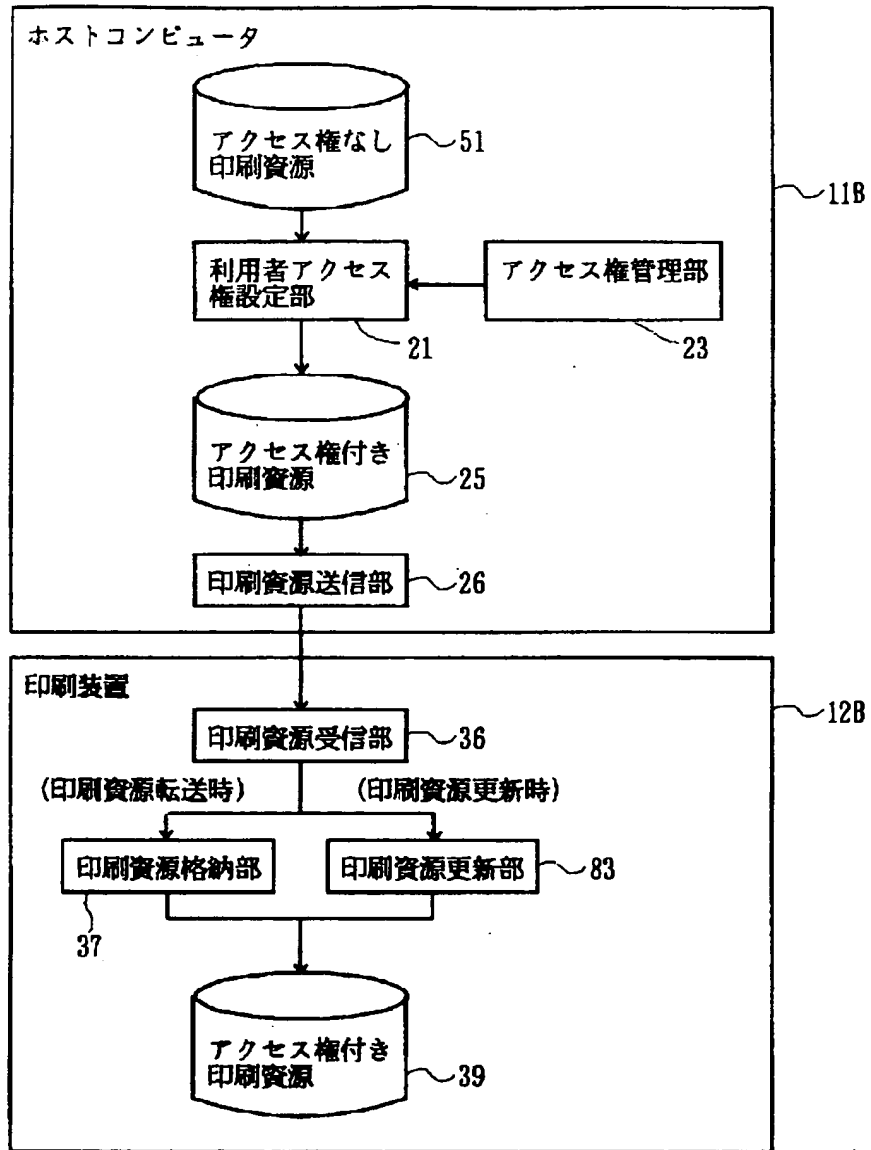 ホストコンピュータ
アクセス権なし
印刷資源
51
11B
利用者アクセス
権設定部
アクセス権管理部
21
23
アクセス権付き
印刷資源
25
印刷資源送信部
26
印刷装置
12B
印刷資源受信部
36
(印刷資源転送時)
(印刷資源更新時)
印刷資源格納部
印刷資源更新部
83
37
アクセス権付き
印刷資源
39